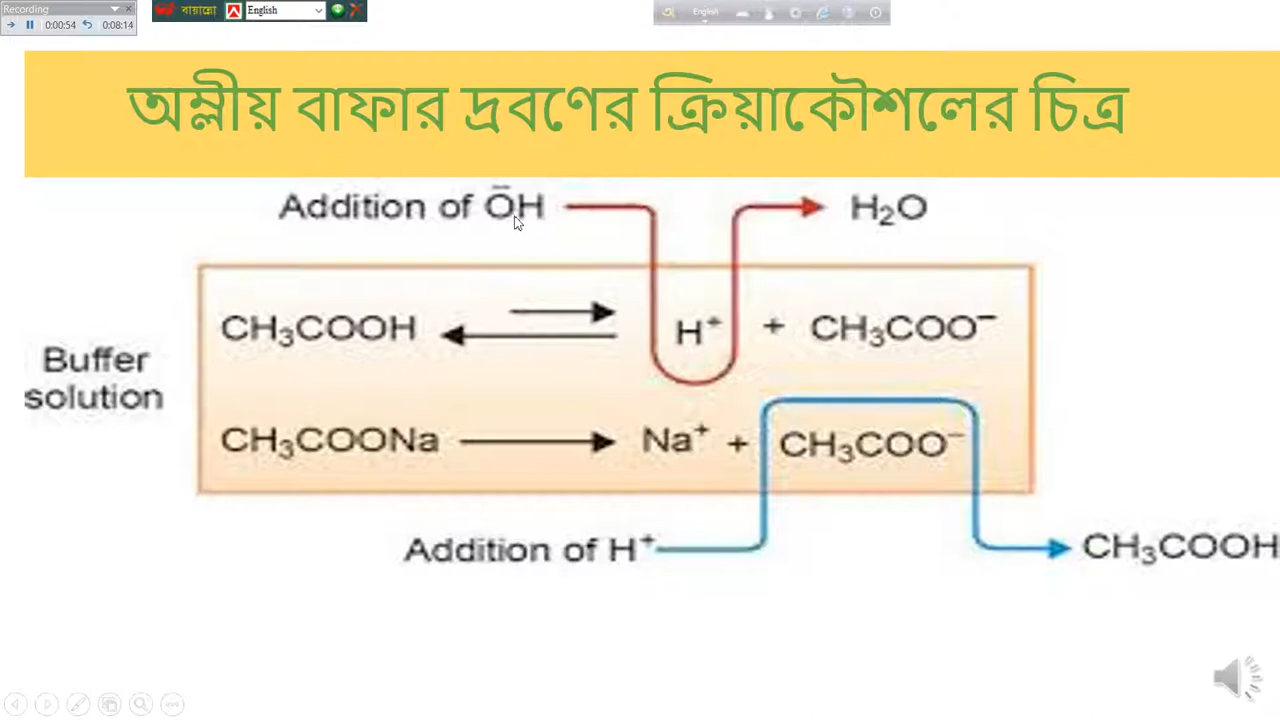 Recording
0:00:54 0:08:14
বায়ান্নো English
English
অম্লীয় বাফার দ্রবণের ক্রিয়াকৌশলের চিত্র
Addition of ŌH H₂O
CH₃COOH H⁺ + CH₃COO⁻
Buffer
solution
CH₃COONa Na⁺ + CH₃COO⁻
Addition of H⁺ CH₃COOH